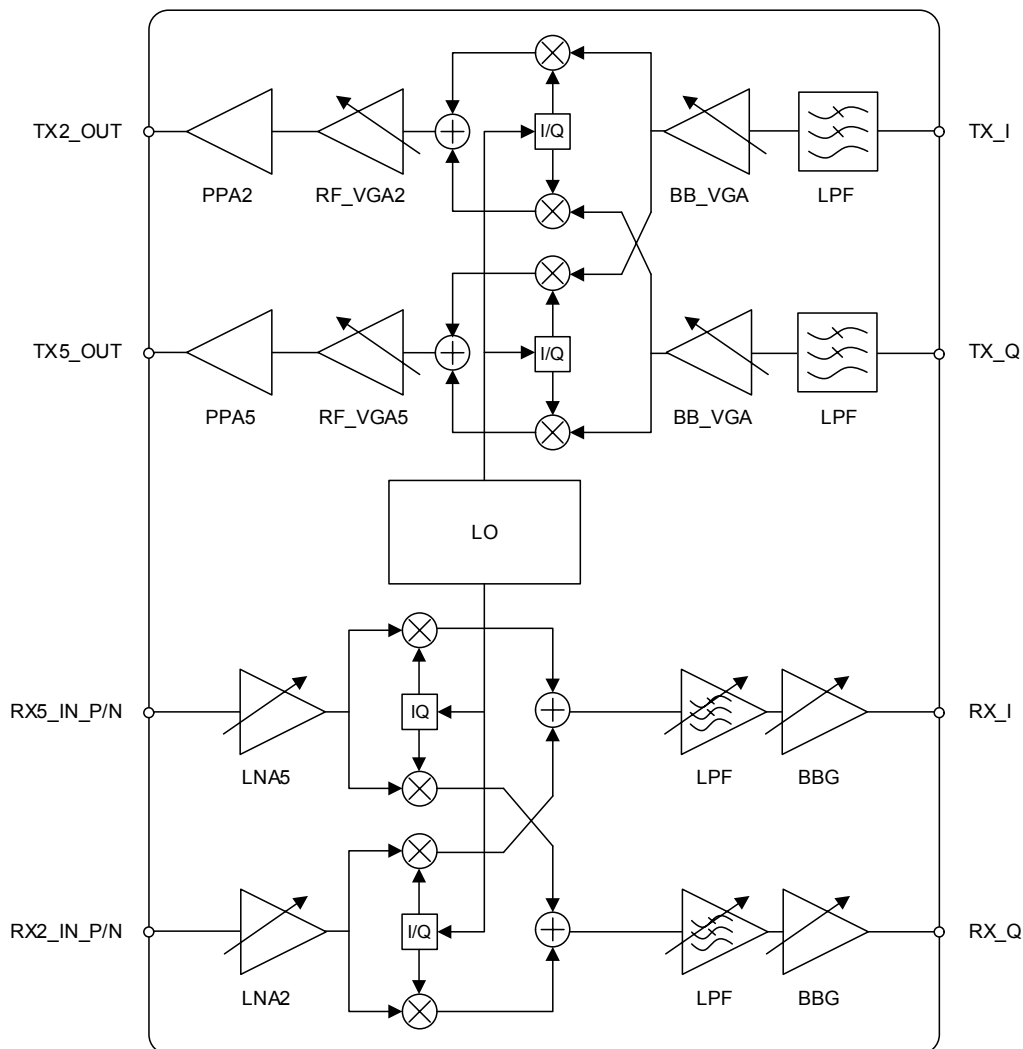 TX2_OUT
I/Q
TX_I
PPA2
RF_VGA2
BB_VGA
LPF
TX5_OUT
I/Q
TX_Q
PPA5
RF_VGA5
BB_VGA
LPF
LO
RX5_IN_P/N
IQ
RX_I
LNA5
LPF
BBG
RX2_IN_P/N
I/Q
RX_Q
LNA2
LPF
BBG